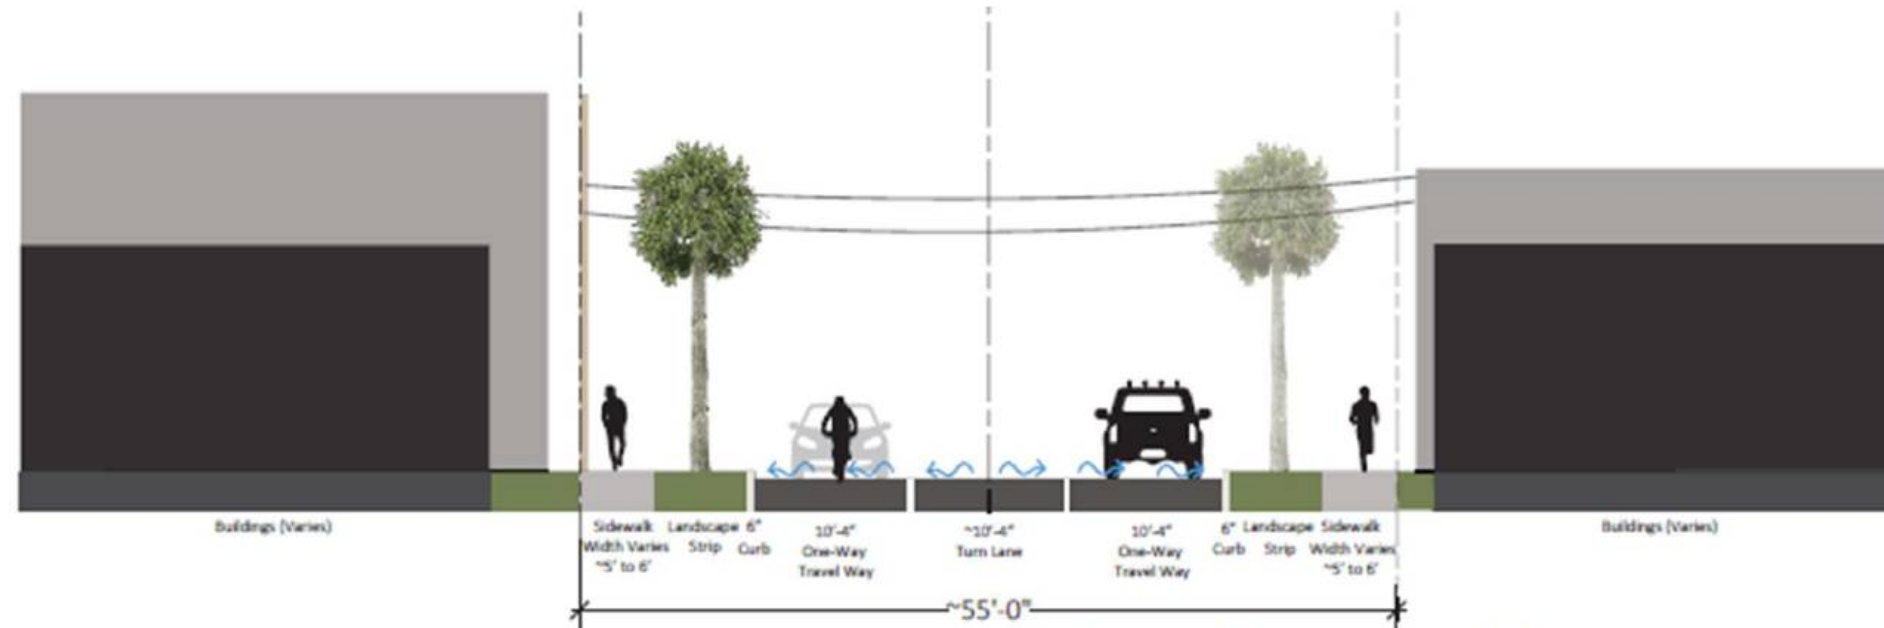 Buildings (Varies)
Sidewalk
Width Varies
~5' to 6'
Landscape
Strip
6"
Curb
10'-4"
One-Way
Travel Way
~10'-4"
Turn Lane
10'-4"
One-Way
Travel Way
6"
Curb
Landscape
Strip
Sidewalk
Width Varies
~5' to 6'
Buildings (Varies)
~55'-0"